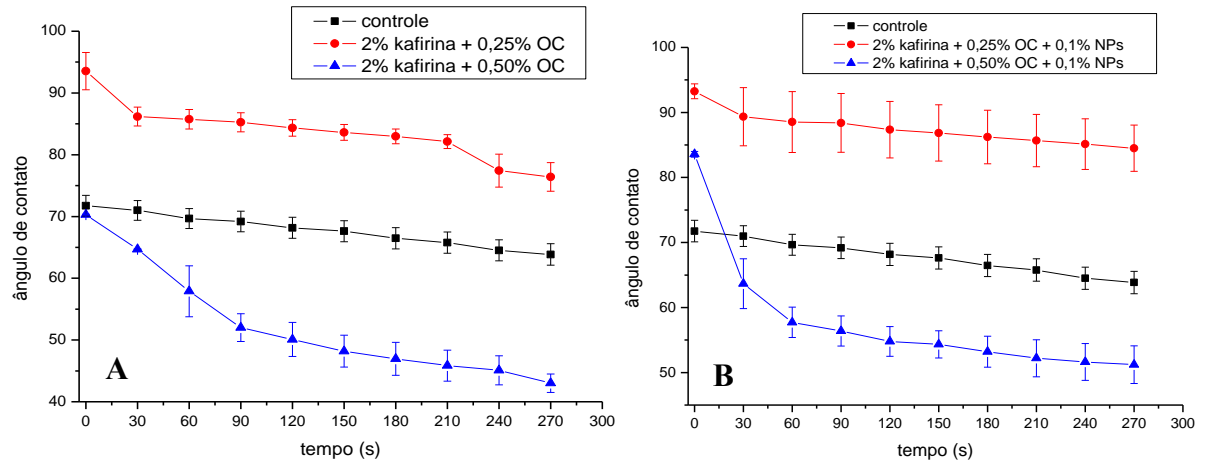 controle
2% kafirina + 0,25% OC
2% kafirina + 0,50% OC
100
90
80
70
60
50
40
ângulo de contato
A
0 30 60 90 120 150 180 210 240 270 300
tempo (s)
controle
2% kafirina + 0,25% OC + 0,1% NPs
2% kafirina + 0,50% OC + 0,1% NPs
100
90
80
70
60
50
ângulo de contato
B
0 30 60 90 120 150 180 210 240 270 300
tempo (s)